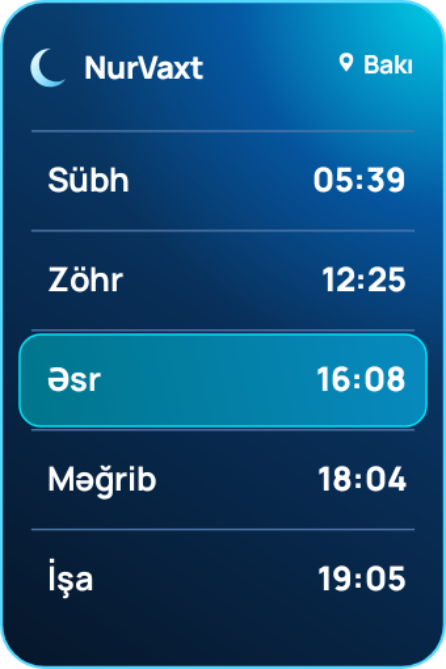 NurVaxt
Bakı
Sübh 05:39
Zöhr 12:25
Əsr 16:08
Məğrib 18:04
İşa 19:05